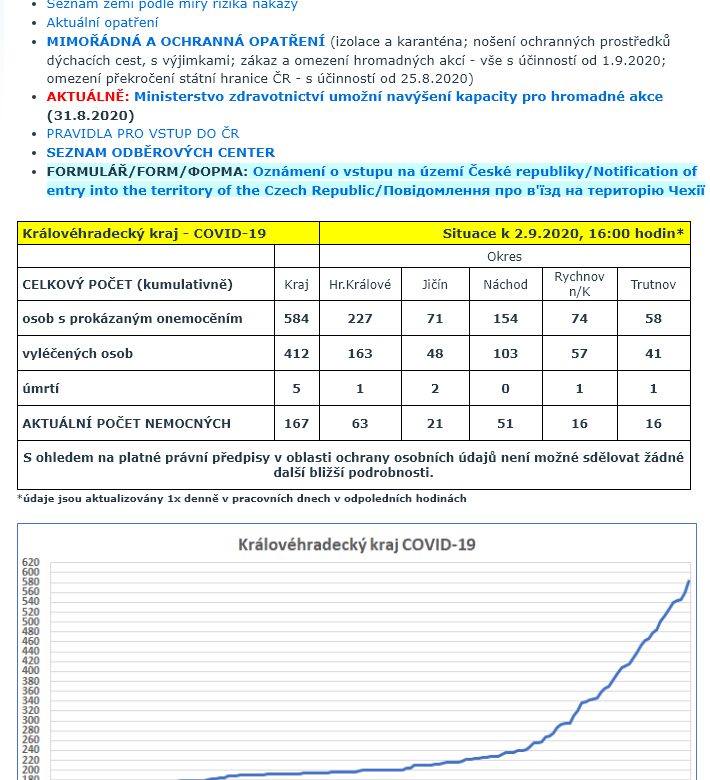 Seznam zemí podle míry rizika nákazy
Aktuální opatření
MIMOŘÁDNÁ A OCHRANNÁ OPATŘENÍ (izolace a karanténa; nošení ochranných prostředků
dýchacích cest, s výjimkami; zákaz a omezení hromadných akcí - vše s účinností od 1.9.2020;
omezení překročení státní hranice ČR - s účinností od 25.8.2020)
AKTUÁLNĚ: Ministerstvo zdravotnictví umožní navýšení kapacity pro hromadné akce
(31.8.2020)
PRAVIDLA PRO VSTUP DO ČR
SEZNAM ODBĚROVÝCH CENTER
FORMULÁŘ/FORM/ФОРМА: Oznámení o vstupu na území České republiky/Notification of
entry into the territory of the Czech Republic/Повідомлення про в'їзд на територію Чехії
Královéhradecký kraj - COVID-19 Situace k 2.9.2020, 16:00 hodin*
Okres
CELKOVÝ POČET (kumulativně) Kraj Hr.Králové Jičín Náchod Rychnov n/K Trutnov
osob s prokázaným onemocěním 584 227 71 154 74 58
vyléčených osob 412 163 48 103 57 41
úmrtí 5 1 2 0 1 1
AKTUÁLNÍ POČET NEMOCNÝCH 167 63 21 51 16 16
S ohledem na platné právní předpisy v oblasti ochrany osobních údajů není možné sdělovat žádné
další bližší podrobnosti.
*údaje jsou aktualizovány 1x denně v pracovních dnech v odpoledních hodinách
Královéhradecký kraj COVID-19
620
600
580
560
540
520
500
480
460
440
420
400
380
360
340
320
300
280
260
240
220
200
180